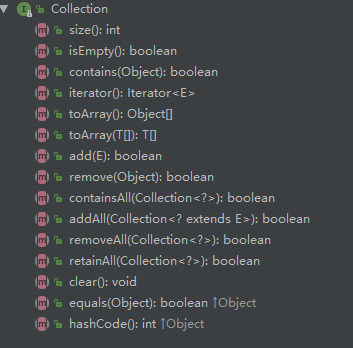 Collection
size(): int
isEmpty(): boolean
contains(Object): boolean
iterator(): Iterator<E>
toArray(): Object[]
toArray(T[]): T[]
add(E): boolean
remove(Object): boolean
containsAll(Collection<?>): boolean
addAll(Collection<? extends E>): boolean
removeAll(Collection<?>): boolean
retainAll(Collection<?>): boolean
clear(): void
equals(Object): boolean ↑Object
hashCode(): int ↑Object